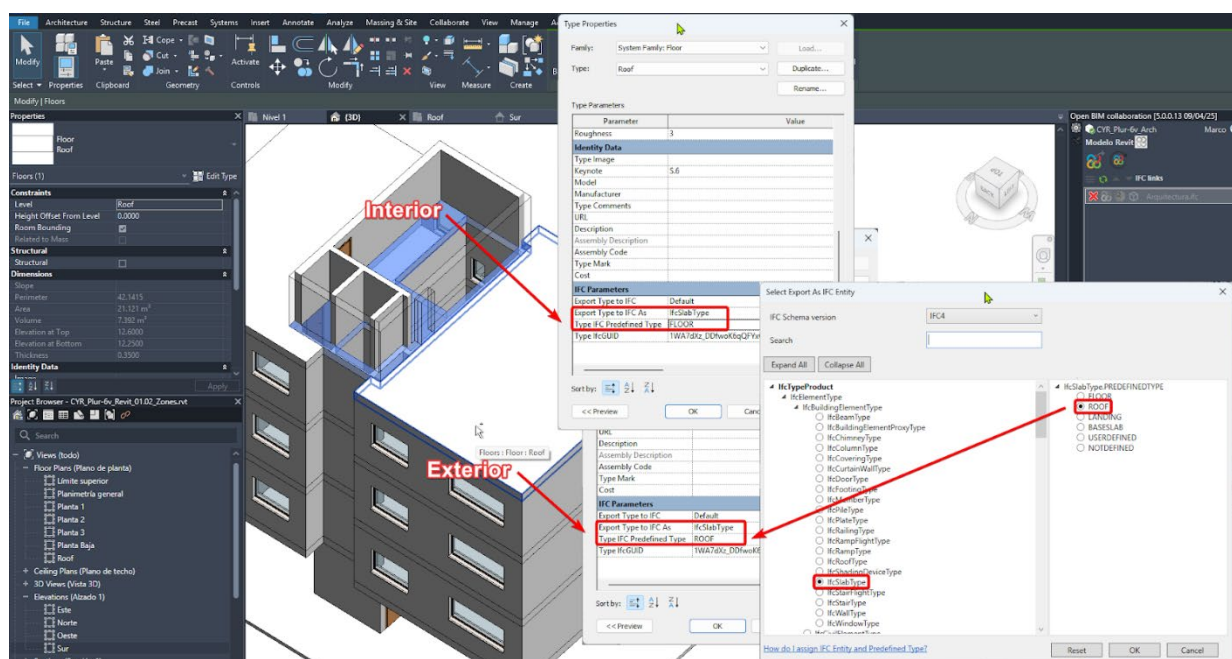 File Architecture Structure Steel Precast Systems Insert Annotate Analyze Massing & Site Collaborate View Manage
Modify
Paste
Cope
Cut
Join
Activate
Select Properties Clipboard Geometry Controls Modify View Measure Create
Modify | Floors
Properties
Floor
Roof
Floors (1) Edit Type
Constraints
Level Roof
Height Offset From Level 0.0000
Room Bounding
Related to Mass
Structural
Structural
Dimensions
Slope
Perimeter 42.1415
Area 21.121 m²
Volume 7.392 m³
Elevation at Top 12.6000
Elevation at Bottom 12.2500
Thickness 0.3500
Identity Data
Apply
Project Browser - CYR_Plur-6v_Revit_01.02_Zones.rvt
Search
Views (todo)
Floor Plans (Plano de planta)
Límite superior
Planimetría general
Planta 1
Planta 2
Planta 3
Planta Baja
Roof
Ceiling Plans (Plano de techo)
3D Views (Vista 3D)
Elevations (Alzado 1)
Este
Norte
Oeste
Sur
Nivel 1 (3D) Roof Sur
Interior
Exterior
Floors : Floor : Roof
Type Properties
Family: System Family: Floor Load...
Type: Roof Duplicate...
Rename...
Type Parameters
Parameter Value
Roughness 3
Identity Data
Type Image
Keynote 5.6
Model
Manufacturer
Type Comments
URL
Description
Assembly Description
Assembly Code
Type Mark
Cost
IFC Parameters
Export Type to IFC Default
Export Type to IFC As IfcSlabType
Type IFC Predefined Type FLOOR
Type IfcGUID
Sort by:
<< Preview OK
URL
Description
Assembly Description
Assembly Code
Type Mark
Cost
IFC Parameters
Export Type to IFC Default
Export Type to IFC As IfcSlabType
Type IFC Predefined Type ROOF
Type IfcGUID
Sort by:
<< Preview OK
Open BIM collaboration [5.0.0.13 09/04/25]
CYR_Plur-6v_Arch Marco
Modelo Revit
IFC links
Arquitectura.ifc
Select Export As IFC Entity
IFC Schema version IFC4
Search
Expand All Collapse All
IfcTypeProduct
IfcElementType
IfcBuildingElementType
IfcBeamType
IfcBuildingElementProxyType
IfcChimneyType
IfcColumnType
IfcCoveringType
IfcCurtainWallType
IfcDoorType
IfcFootingType
IfcMemberType
IfcPileType
IfcPlateType
IfcRailingType
IfcRampFlightType
IfcRampType
IfcRoofType
IfcShadingDeviceType
IfcSlabType
IfcStairFlightType
IfcStairType
IfcWallType
IfcWindowType
IfcSlabType.PREDEFINEDTYPE
FLOOR
ROOF
LANDING
BASESLAB
USERDEFINED
NOTDEFINED
How do I assign IFC Entity and Predefined Type?
Reset OK Cancel